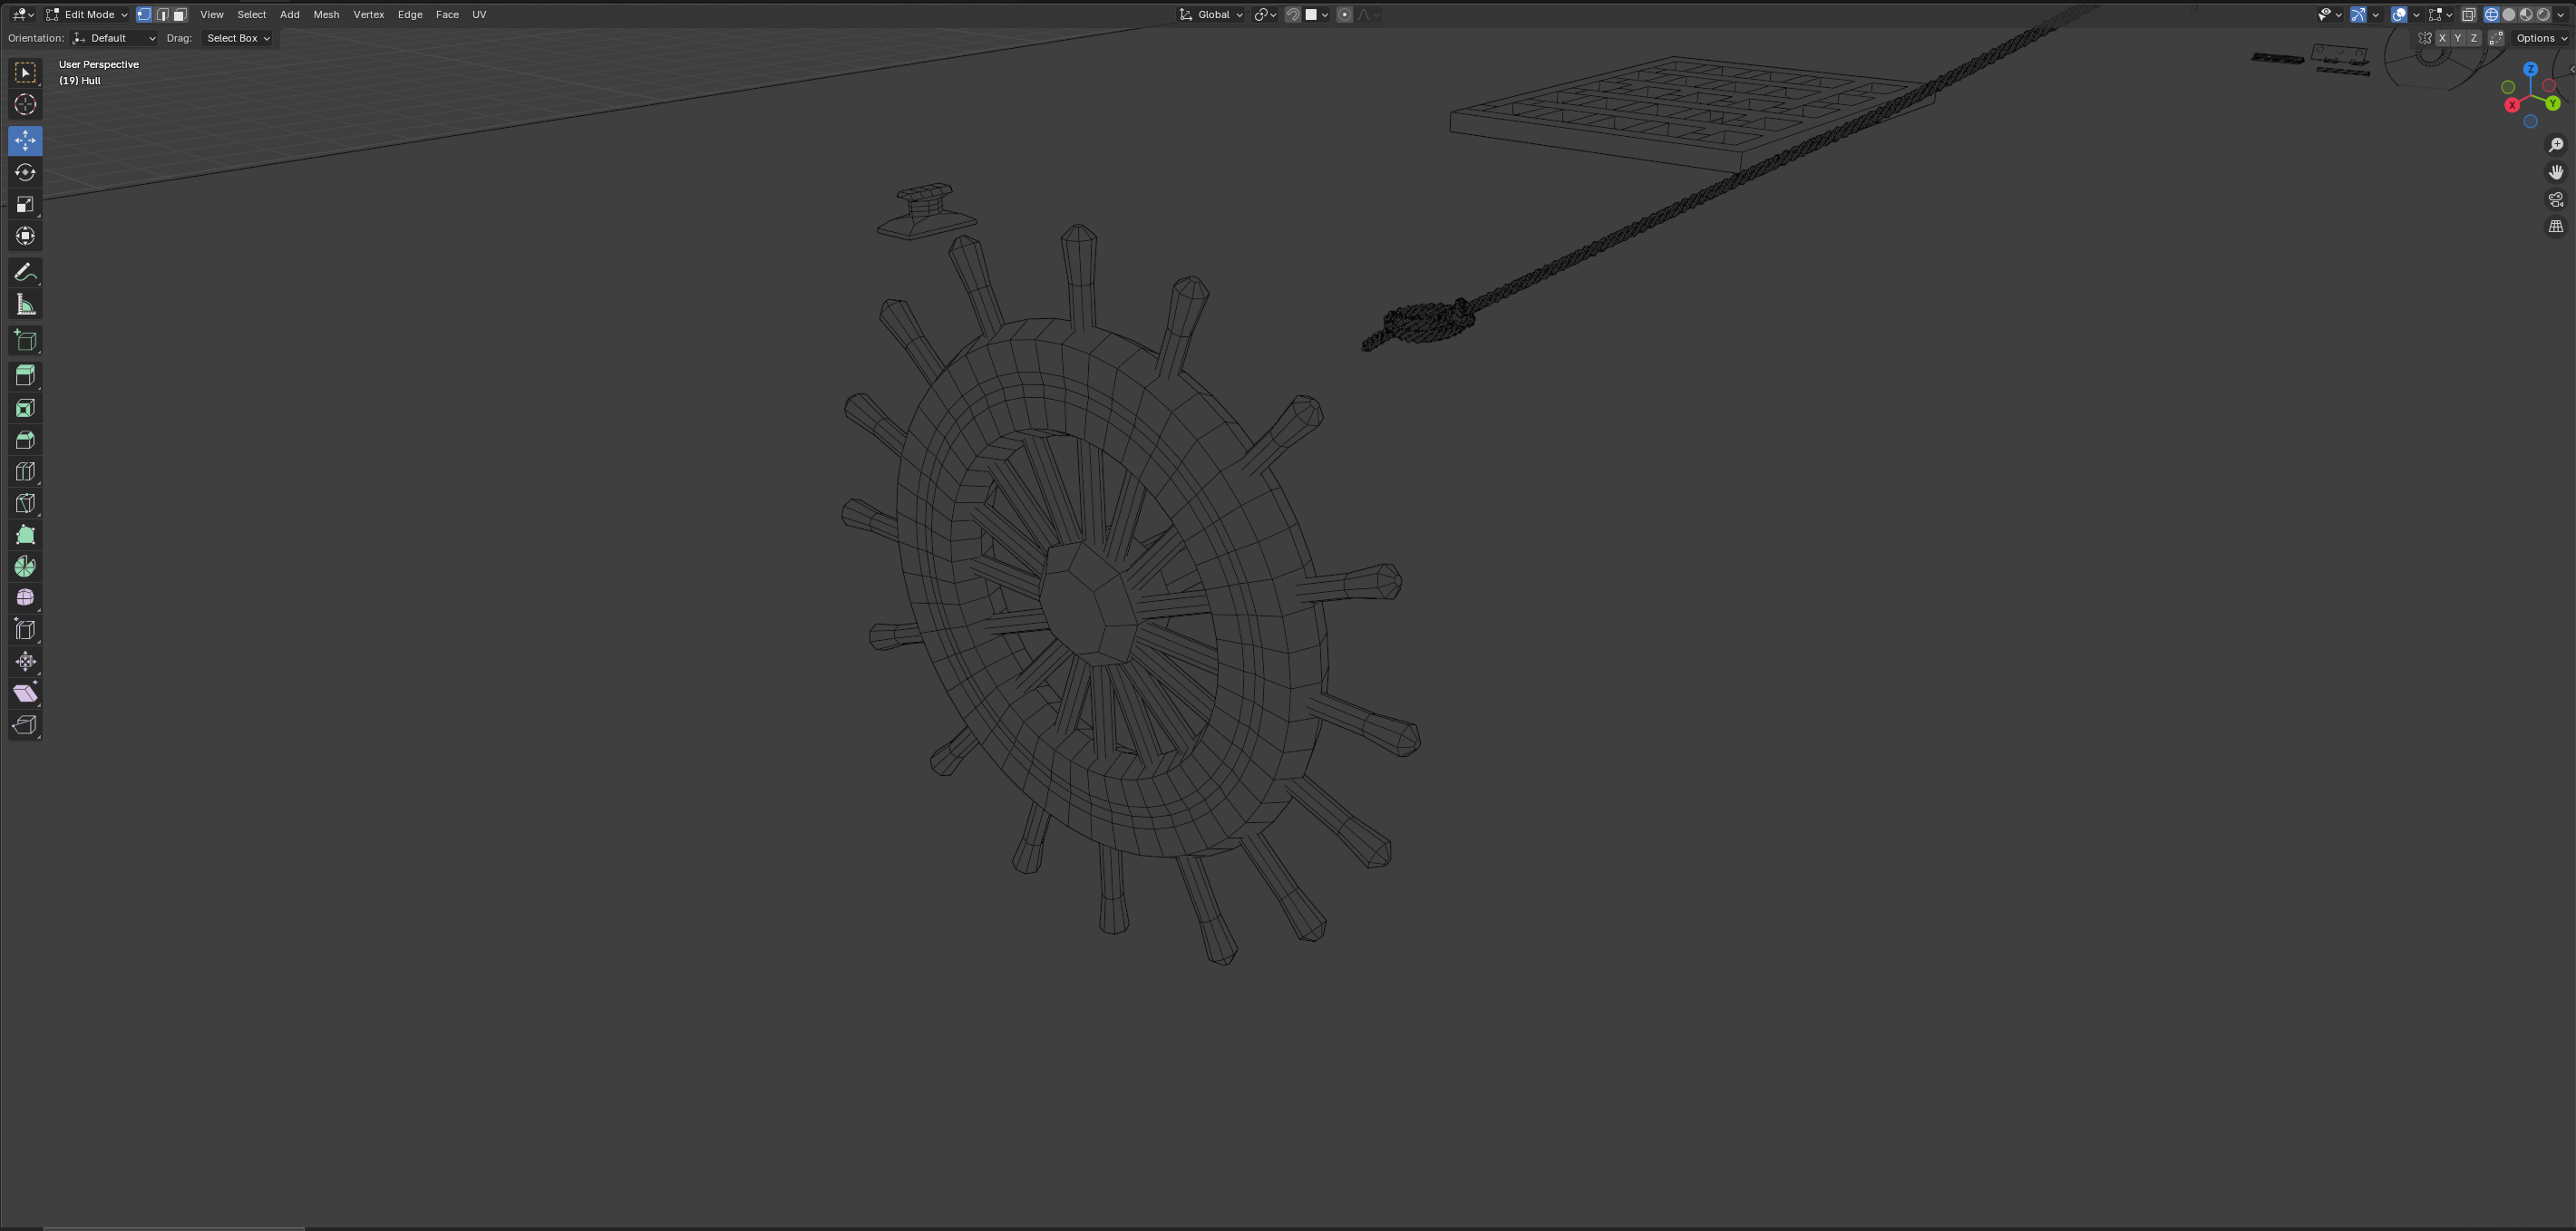 Edit Mode View Select Add Mesh Vertex Edge Face UV Global
Orientation: Default Drag: Select Box X Y Z Options
User Perspective
(19) Hull
Z
X Y